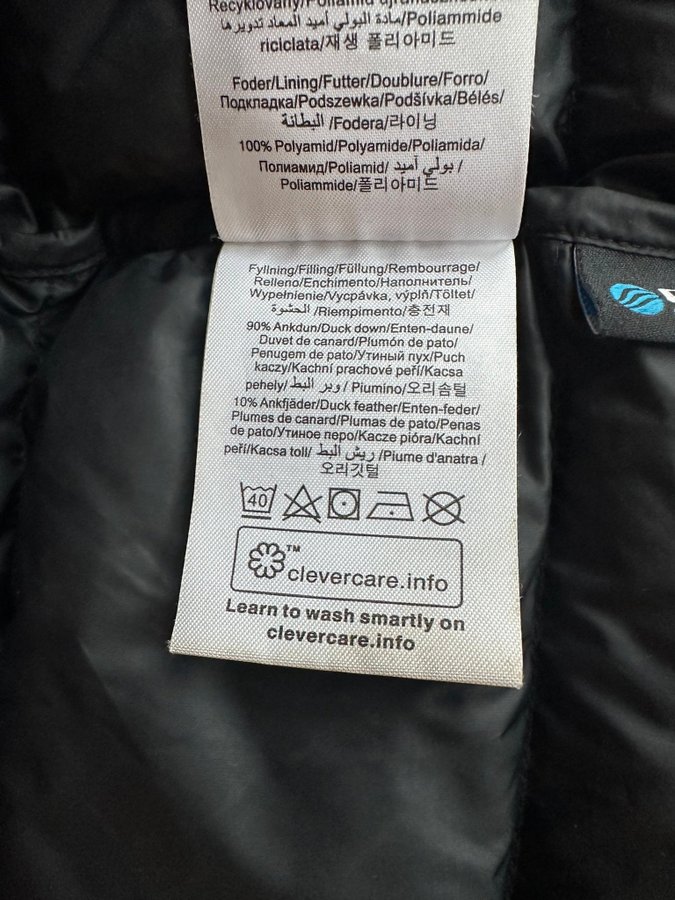 riciclata/재생 폴리아미드
Foder/Lining/Futter/Doublure/Forro/
Подкладка/Podszewka/Podšívka/Bélés/
البطانة /Fodera/라이닝
100% Polyamid/Polyamide/Poliamida/
Полиамид/Poliamid/ بولي أميد /
Poliammide/폴리아미드
Fyllning/Filling/Füllung/Rembourrage/
Relleno/Enchimento/Наполнитель/
Wypełnienie/Vycpávka, výplň/Töltet/
الحشوة /Riempimento/충전재
90% Ankdun/Duck down/Enten-daune/
Duvet de canard/Plumón de pato/
Penugem de pato/Утиный пух/Puch
kaczy/Kachní prachové peří/Kacsa
pehely/ وبر البط / Piumino/오리솜털
10% Ankfjäder/Duck feather/Enten-feder/
Plumes de canard/Plumas de pato/Penas
de pato/Утиное перо/Kacze pióra/Kachní
peří/Kacsa toll/ ريش البط /Piume d'anatra /
오리깃털
40
™
clevercare.info
Learn to wash smartly on
clevercare.info